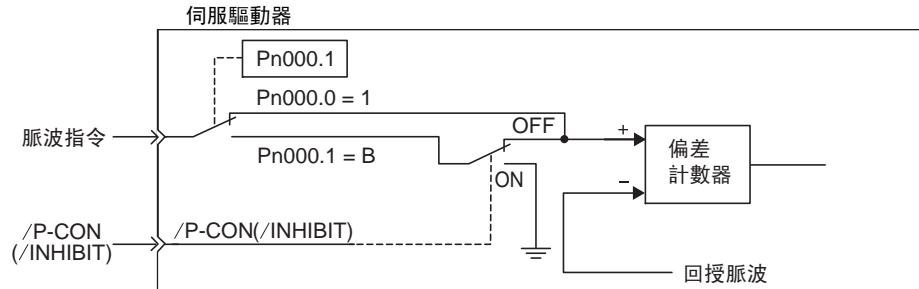 伺服驅動器
Pn000.1
Pn000.0 = 1
脈波指令
OFF
+
偏差
計數器
Pn000.1 = B
ON
−
/P-CON
(/INHIBIT)
/P-CON(/INHIBIT)
回授脈波